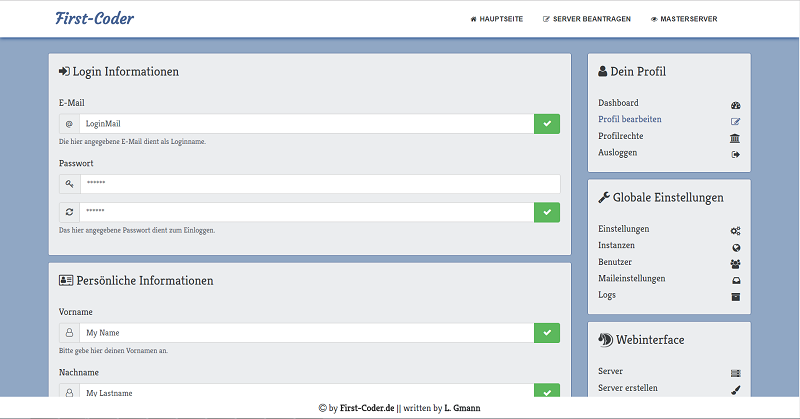 First-Coder
HAUPTSEITE
SERVER BEANTRAGEN
MASTERSERVER
Login Informationen
E-Mail
@ LoginMail
Die hier angegebene E-Mail dient als Loginname.
Passwort
******
******
Das hier angegebene Passwort dient zum Einloggen.
Persönliche Informationen
Vorname
My Name
Bitte gebe hier deinen Vornamen an.
Nachname
My Lastname
Dein Profil
Dashboard
Profil bearbeiten
Profilrechte
Ausloggen
Globale Einstellungen
Einstellungen
Instanzen
Benutzer
Maileinstellungen
Logs
Webinterface
Server
Server erstellen
© by First-Coder.de || written by L. Gmann